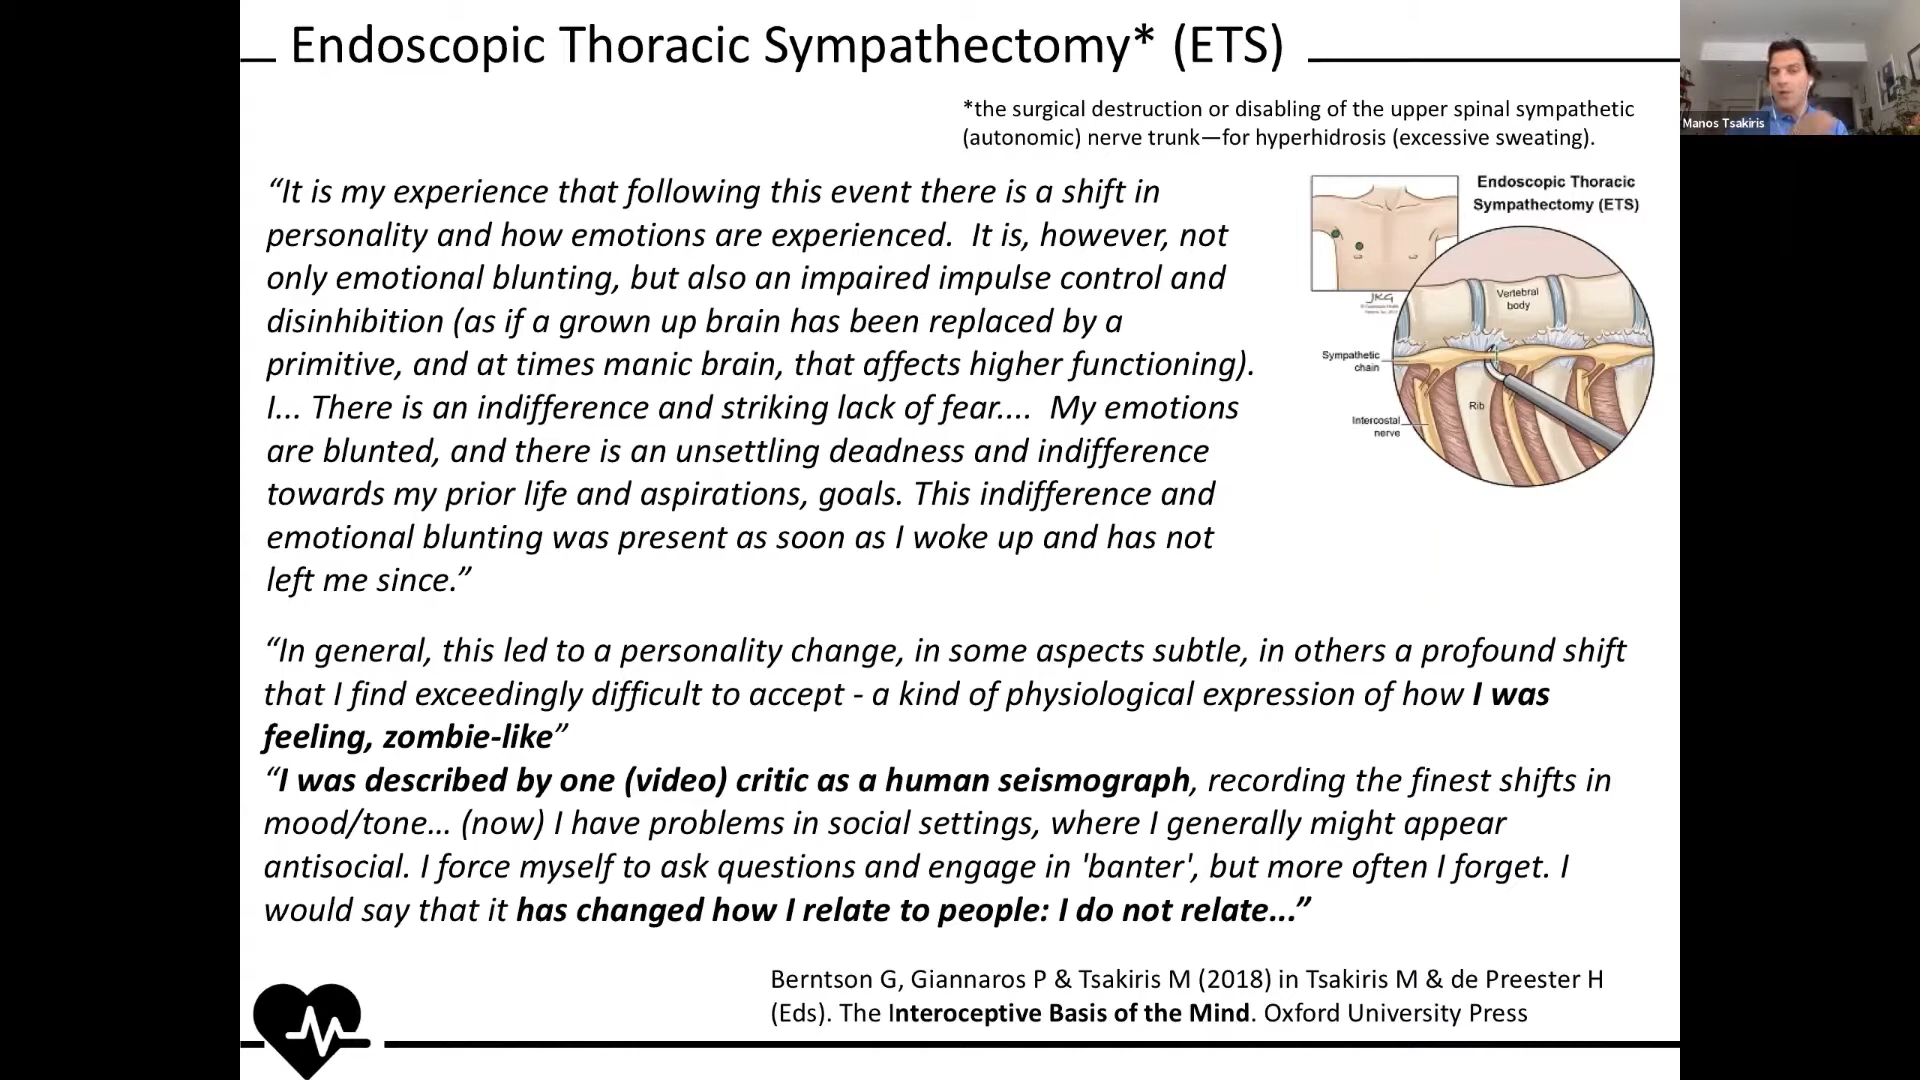 Endoscopic Thoracic Sympathectomy* (ETS)
*the surgical destruction or disabling of the upper spinal sympathetic
(autonomic) nerve trunk—for hyperhidrosis (excessive sweating).
Manos Tsakiris
“It is my experience that following this event there is a shift in
personality and how emotions are experienced. It is, however, not
only emotional blunting, but also an impaired impulse control and
disinhibition (as if a grown up brain has been replaced by a
primitive, and at times manic brain, that affects higher functioning).
I... There is an indifference and striking lack of fear.... My emotions
are blunted, and there is an unsettling deadness and indifference
towards my prior life and aspirations, goals. This indifference and
emotional blunting was present as soon as I woke up and has not
left me since.”
Endoscopic Thoracic
Sympathectomy (ETS)
JKG
Vertebral
body
Sympathetic
chain
Rib
Intercostal
nerve
“In general, this led to a personality change, in some aspects subtle, in others a profound shift
that I find exceedingly difficult to accept - a kind of physiological expression of how I was
feeling, zombie-like”
“I was described by one (video) critic as a human seismograph, recording the finest shifts in
mood/tone… (now) I have problems in social settings, where I generally might appear
antisocial. I force myself to ask questions and engage in 'banter', but more often I forget. I
would say that it has changed how I relate to people: I do not relate...”
Berntson G, Giannaros P & Tsakiris M (2018) in Tsakiris M & de Preester H
(Eds). The Interoceptive Basis of the Mind. Oxford University Press